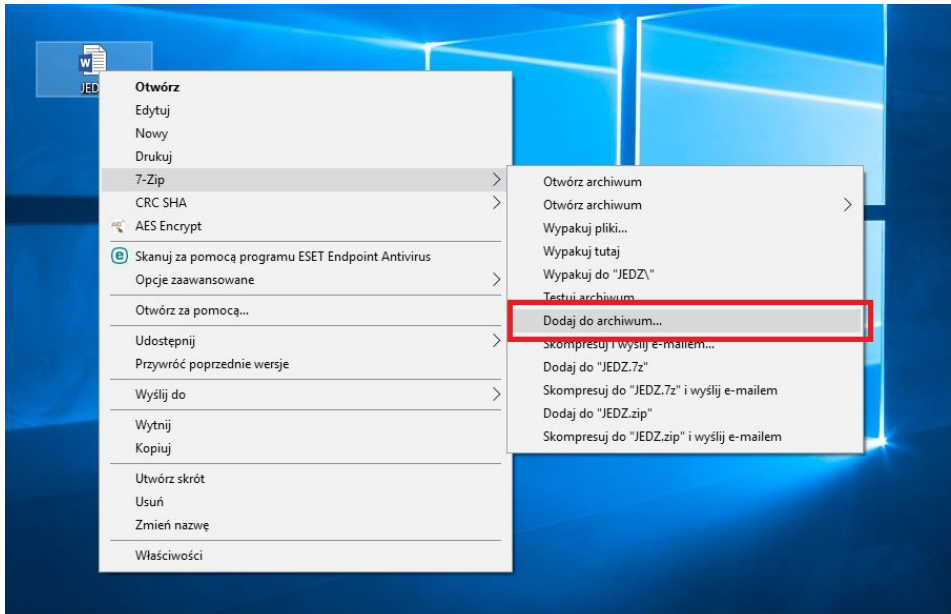 JED
Otwórz
Edytuj
Nowy
Drukuj
7-Zip
CRC SHA
AES Encrypt
Skanuj za pomocą programu ESET Endpoint Antivirus
Opcje zaawansowane
Otwórz za pomocą...
Udostępnij
Przywróć poprzednie wersje
Wyślij do
Wytnij
Kopiuj
Utwórz skrót
Usuń
Zmień nazwę
Właściwości
Otwórz archiwum
Otwórz archiwum
Wypakuj pliki...
Wypakuj tutaj
Wypakuj do "JEDZ\"
Testuj archiwum
Dodaj do archiwum...
Skompresuj i wyślij e-mailem...
Dodaj do "JEDZ.7z"
Skompresuj do "JEDZ.7z" i wyślij e-mailem
Dodaj do "JEDZ.zip"
Skompresuj do "JEDZ.zip" i wyślij e-mailem